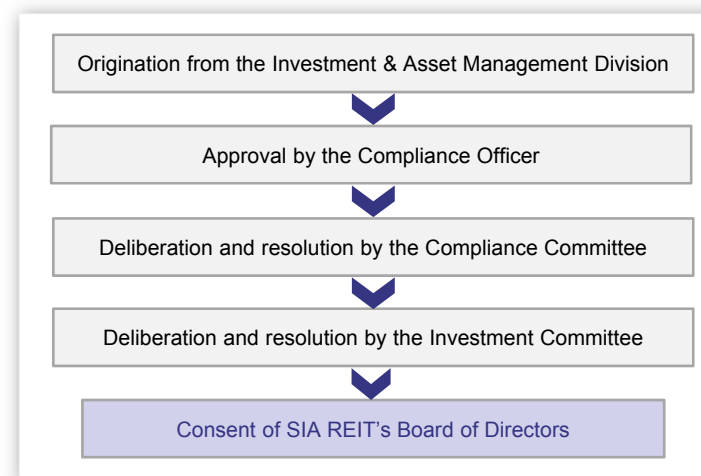 Origination from the Investment & Asset Management Division
Approval by the Compliance Officer
Deliberation and resolution by the Compliance Committee
Deliberation and resolution by the Investment Committee
Consent of SIA REIT's Board of Directors